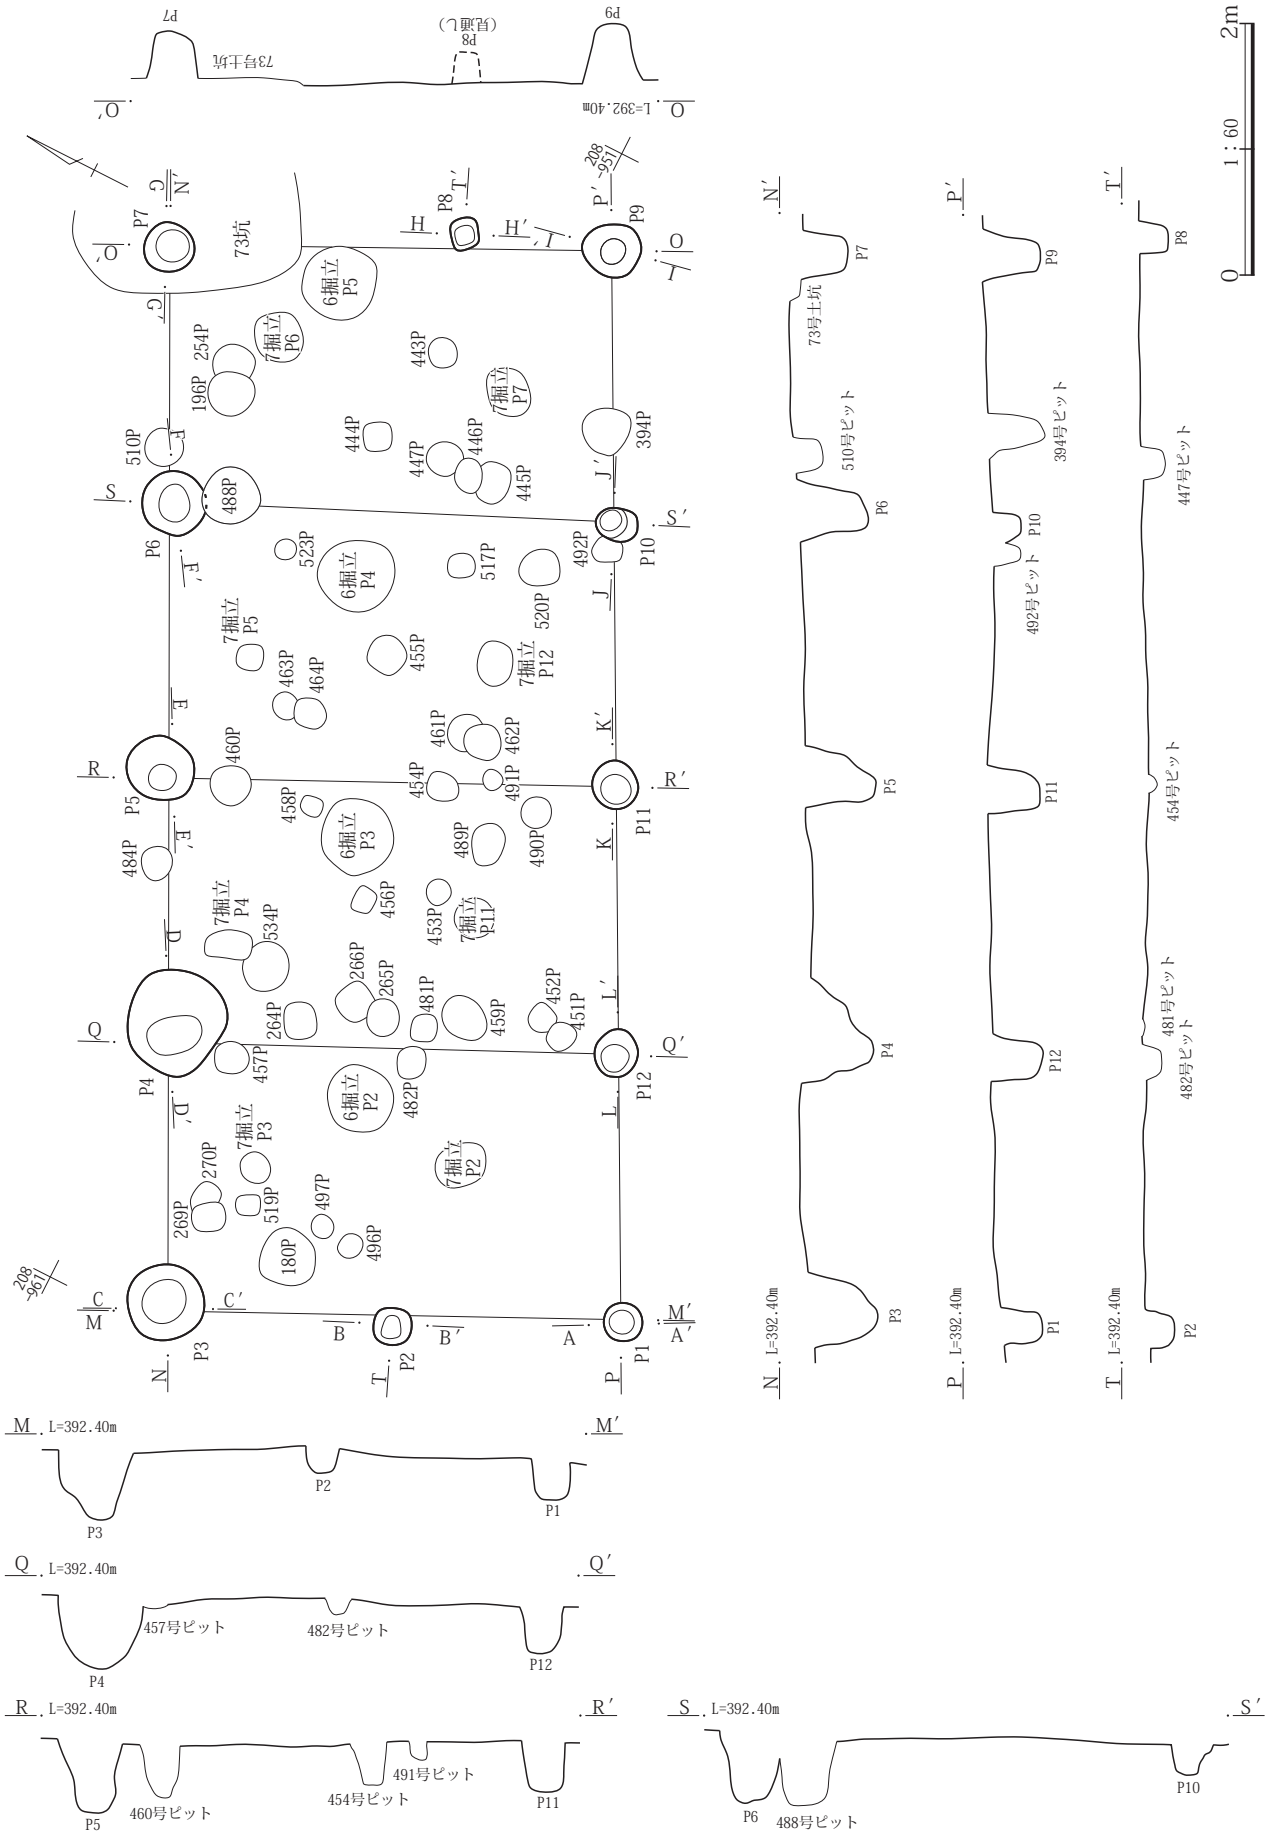 P7
73号土坑
P8
(見通し)
P9
O′
L=392.40m
O
2m
1:60
0
208
-951
G
N′
P7
O′
73坑
G′
H
P8
T′
H′
I′
P′
P9
O
I
6掘立
P5
7掘立
P6
254P
196P
443P
7掘立
P7
510P
F
444P
447P
446P
445P
394P
J′
S
488P
P6
F′
S′
P10
492P
J
523P
6掘立
P4
517P
520P
7掘立
P5
463P
464P
455P
7掘立
P12
E
461P
462P
K′
R
460P
P5
E′
458P
454P
491P
R′
P11
K
6掘立
P3
489P
490P
484P
456P
453P
7掘立
P11
7掘立
P4
534P
D
266P
265P
264P
481P
459P
452P
451P
L′
Q
457P
P4
D′
482P
Q′
P12
L
6掘立
P2
7掘立
P3
270P
269P
519P
7掘立
P2
497P
496P
180P
208
-961
C
M
C′
P3
N
B
B′
P2
T
A
M′
A′
P1
P
N′
P7
73号土坑
510号ピット
P6
P5
P4
P3
N
L=392.40m
P′
P9
394号ピット
P10
492号ピット
P11
P12
P1
P
L=392.40m
T′
P8
447号ピット
454号ピット
481号ピット
482号ピット
P2
T
L=392.40m
M
L=392.40m
M′
P3
P2
P1
Q
L=392.40m
Q′
P4
457号ピット
482号ピット
P12
R
L=392.40m
R′
P5
460号ピット
454号ピット
491号ピット
P11
S
L=392.40m
S′
P6
488号ピット
P10